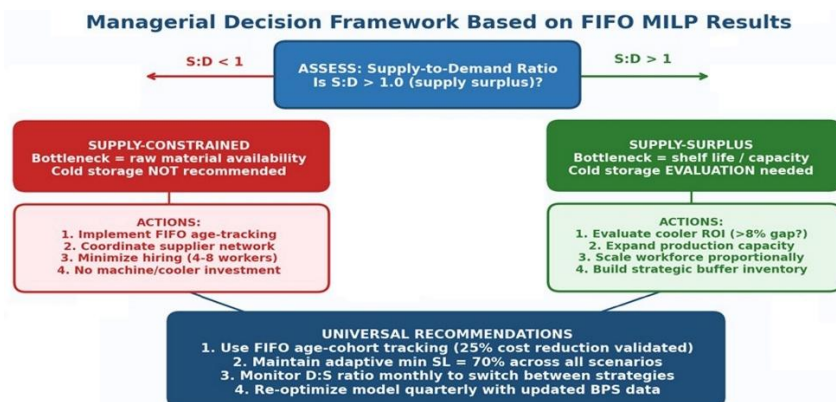 Managerial Decision Framework Based on FIFO MILP Results
S:D < 1
ASSESS: Supply-to-Demand Ratio
Is S:D > 1.0 (supply surplus)?
S:D > 1
SUPPLY-CONSTRAINED
Bottleneck = raw material availability
Cold storage NOT recommended
SUPPLY-SURPLUS
Bottleneck = shelf life / capacity
Cold storage EVALUATION needed
ACTIONS:
1. Implement FIFO age-tracking
2. Coordinate supplier network
3. Minimize hiring (4-8 workers)
4. No machine/cooler investment
ACTIONS:
1. Evaluate cooler ROI (>8% gap?)
2. Expand production capacity
3. Scale workforce proportionally
4. Build strategic buffer inventory
UNIVERSAL RECOMMENDATIONS
1. Use FIFO age-cohort tracking (25% cost reduction validated)
2. Maintain adaptive min SL = 70% across all scenarios
3. Monitor D:S ratio monthly to switch between strategies
4. Re-optimize model quarterly with updated BPS data